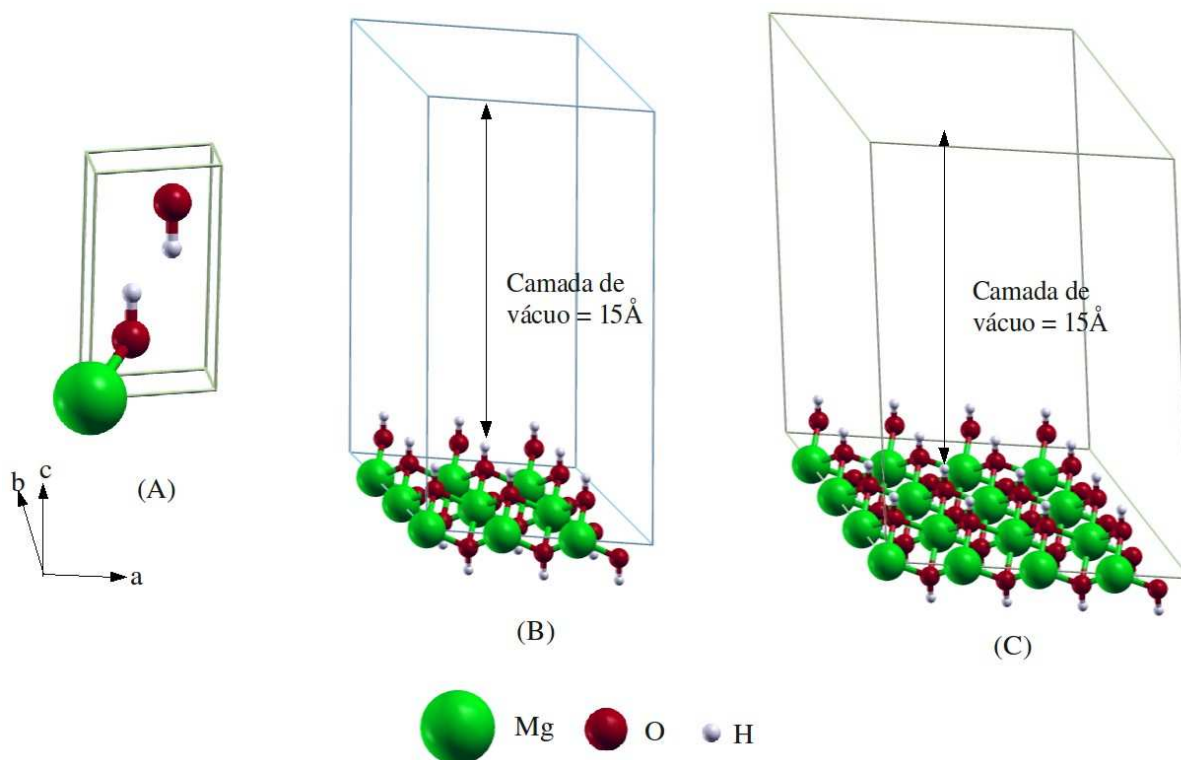 Camada de
vácuo = 15Å
Camada de
vácuo = 15Å
b
c
a
(A)
(B)
(C)
Mg
O
H